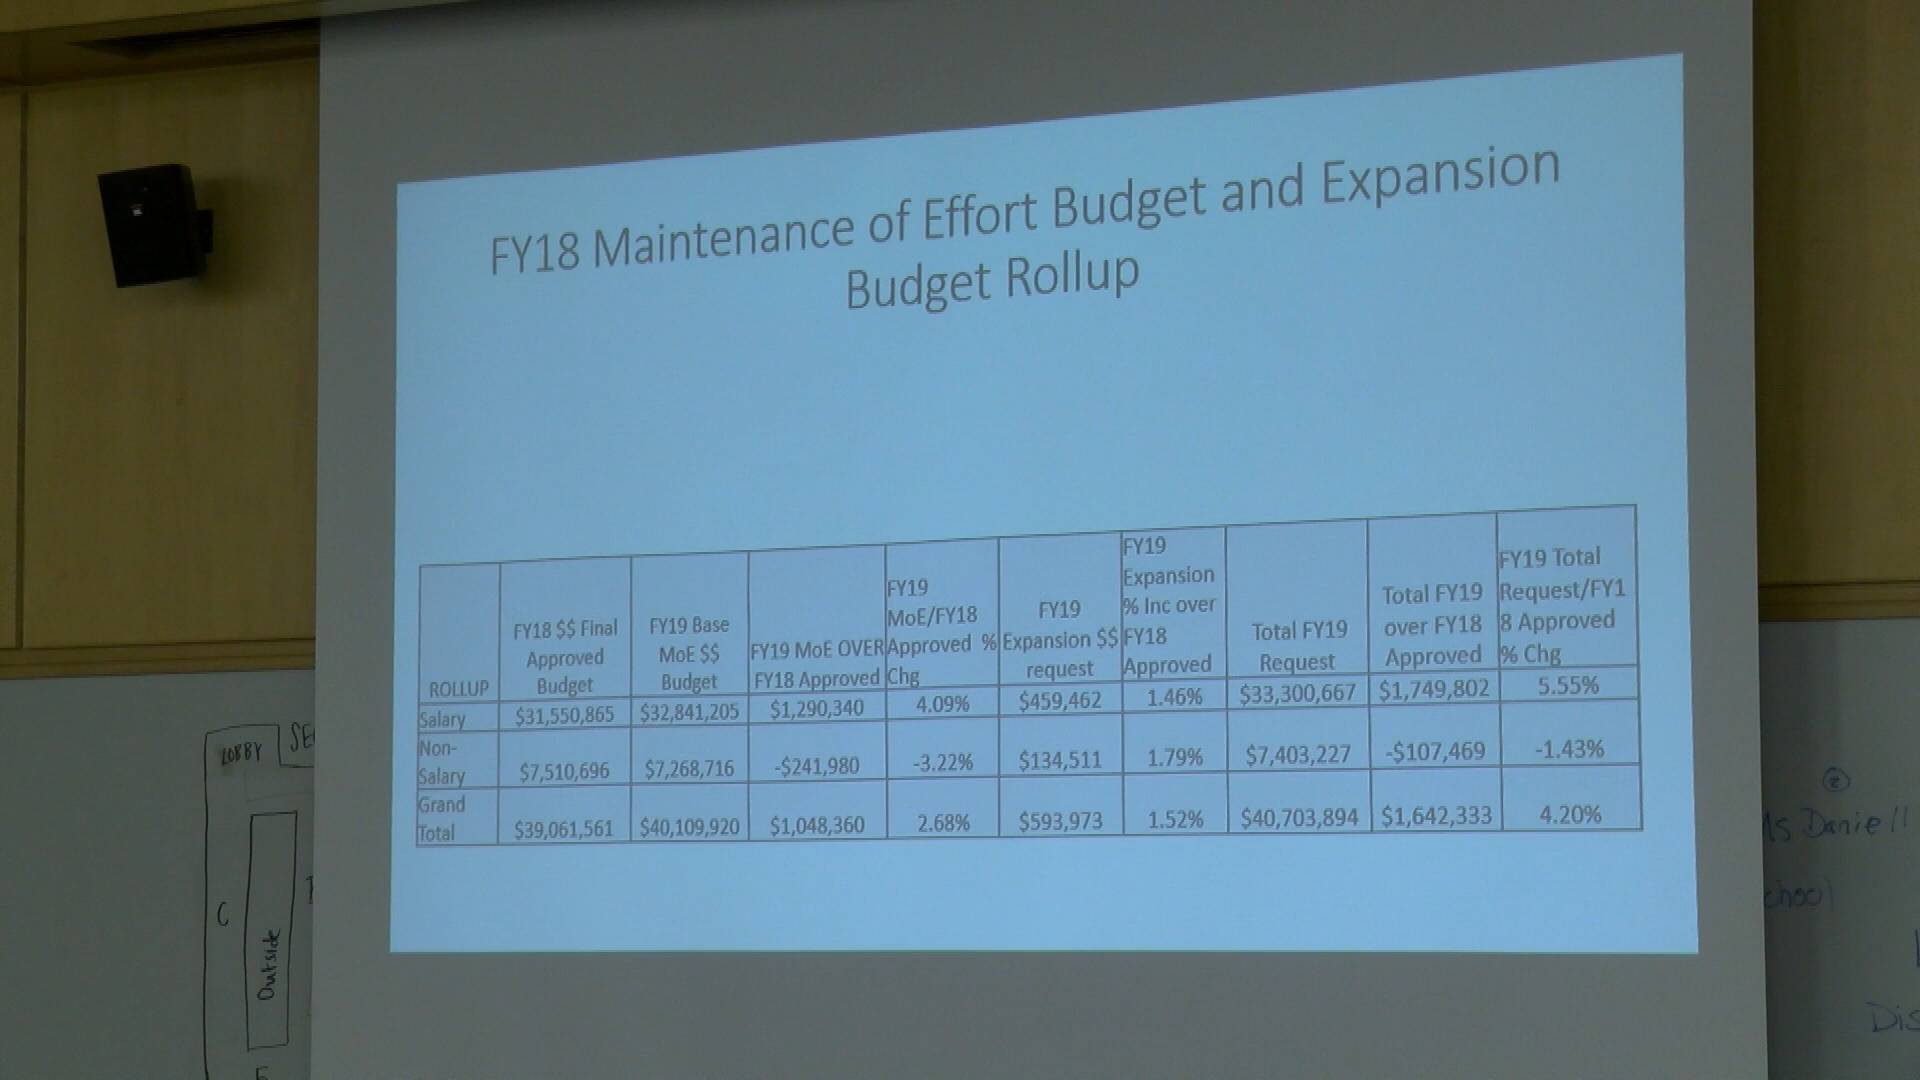 FY18 Maintenance of Effort Budget and Expansion
Budget Rollup
ROLLUP
FY18 $$ Final
Approved
Budget
FY19 Base
MoE $$
Budget
FY19 MoE OVER
FY18 Approved
FY19
MoE/FY18
Approved %
Chg
FY19
Expansion $$
request
FY19
Expansion
% Inc over
FY18
Approved
Total FY19
Request
Total FY19
over FY18
Approved
FY19 Total
Request/FY1
8 Approved
% Chg
Salary $31,550,865 $32,841,205 $1,290,340 4.09% $459,462 1.46% $33,300,667 $1,749,802 5.55%
Non-
Salary $7,510,696 $7,268,716 -$241,980 -3.22% $134,511 1.79% $7,403,227 -$107,469 -1.43%
Grand
Total $39,061,561 $40,109,920 $1,048,360 2.68% $593,973 1.52% $40,703,894 $1,642,333 4.20%
LOBBY
C
Outside
2
Ms Daniell